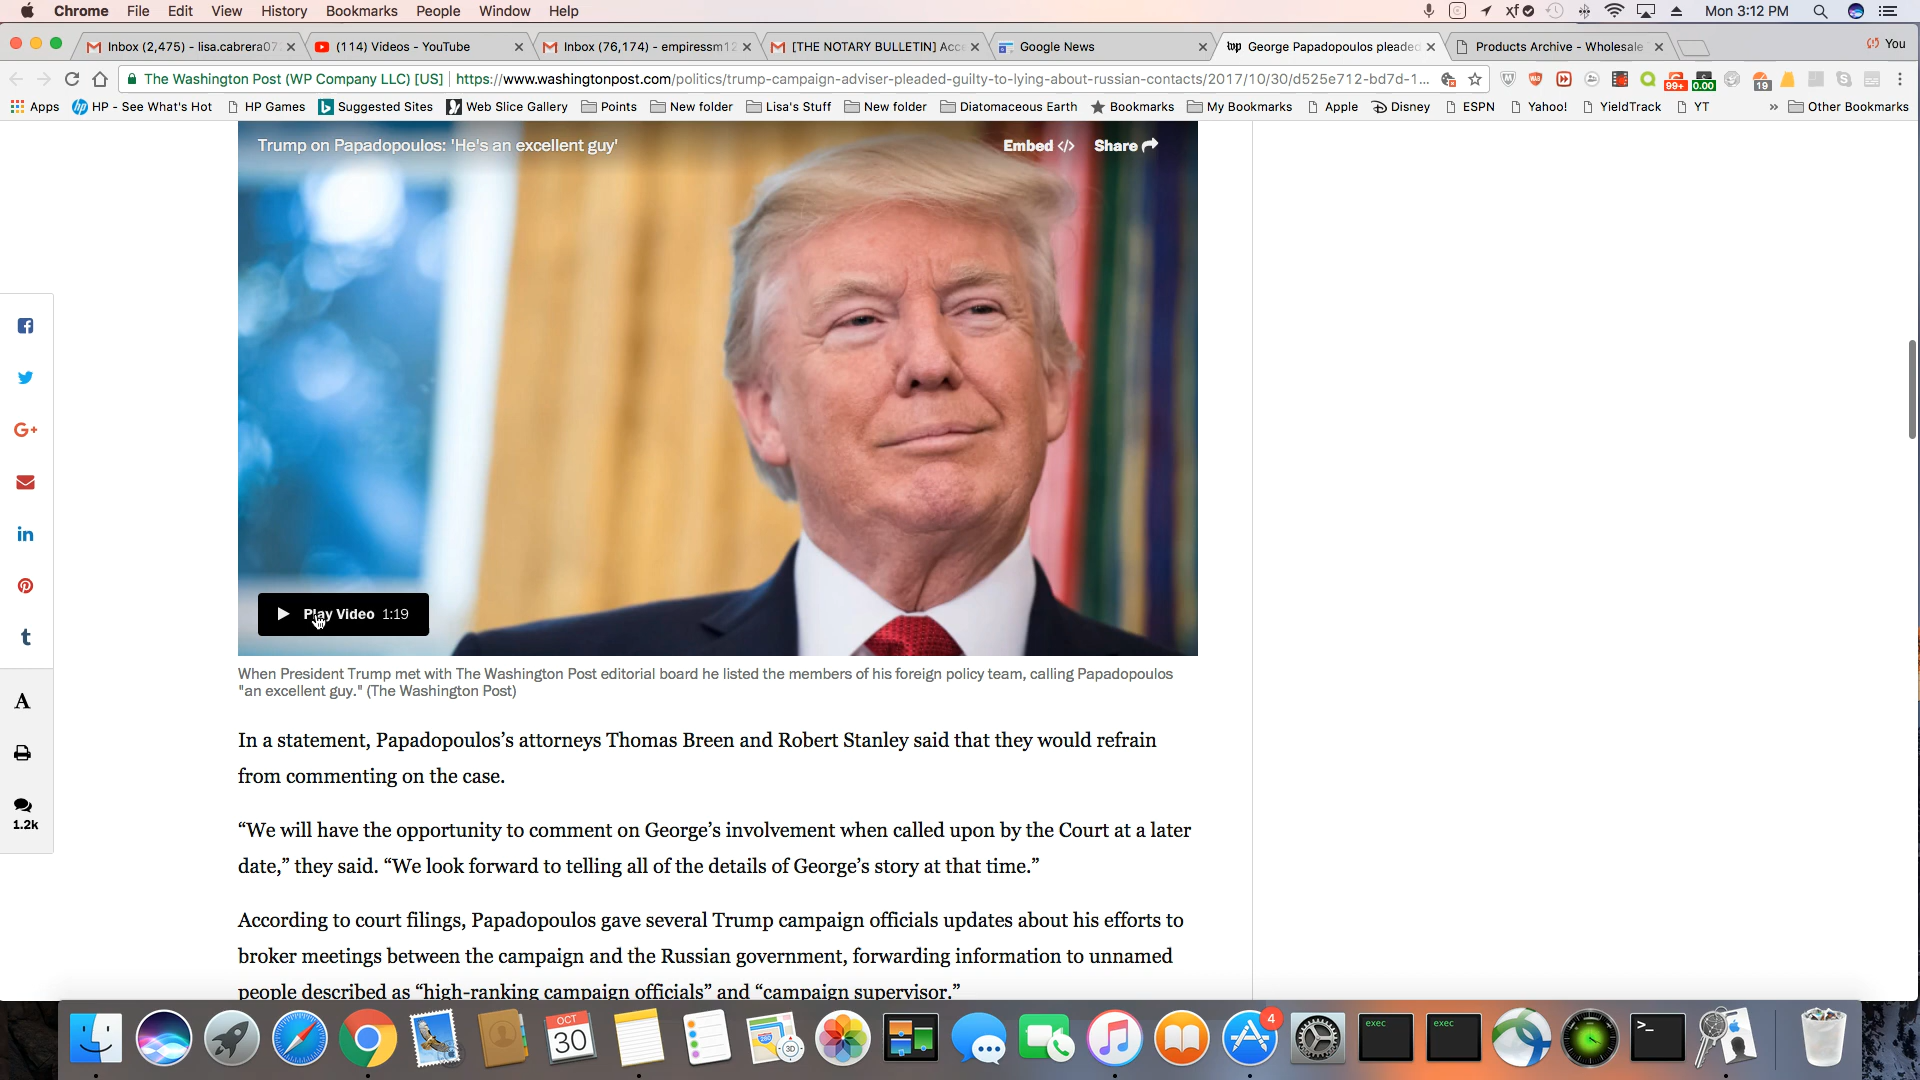 Chrome File Edit View History Bookmarks People Window Help Mon 3:12 PM
Inbox (2,475) - lisa.cabrera07 (114) Videos - YouTube Inbox (76,174) - empiressm12 [THE NOTARY BULLETIN] Acc Google News wp George Papadopoulos pleaded Products Archive - Wholesale You
The Washington Post (WP Company LLC) [US] https://www.washingtonpost.com/politics/trump-campaign-adviser-pleaded-guilty-to-lying-about-russian-contacts/2017/10/30/d525e712-bd7d-1... 99+ 0.00 19
Apps HP - See What's Hot HP Games Suggested Sites Web Slice Gallery Points New folder Lisa's Stuff New folder Diatomaceous Earth Bookmarks My Bookmarks Apple Disney ESPN Yahoo! YieldTrack YT » Other Bookmarks
Trump on Papadopoulos: 'He's an excellent guy' Embed </> Share
Play Video 1:19
When President Trump met with The Washington Post editorial board he listed the members of his foreign policy team, calling Papadopoulos
"an excellent guy." (The Washington Post)
In a statement, Papadopoulos’s attorneys Thomas Breen and Robert Stanley said that they would refrain
from commenting on the case.
“We will have the opportunity to comment on George’s involvement when called upon by the Court at a later
date,” they said. “We look forward to telling all of the details of George’s story at that time.”
According to court filings, Papadopoulos gave several Trump campaign officials updates about his efforts to
broker meetings between the campaign and the Russian government, forwarding information to unnamed
people described as “high-ranking campaign officials” and “campaign supervisor.”
G+
in
t
A
1.2k
OCT
30
3D
4
exec
exec
>_